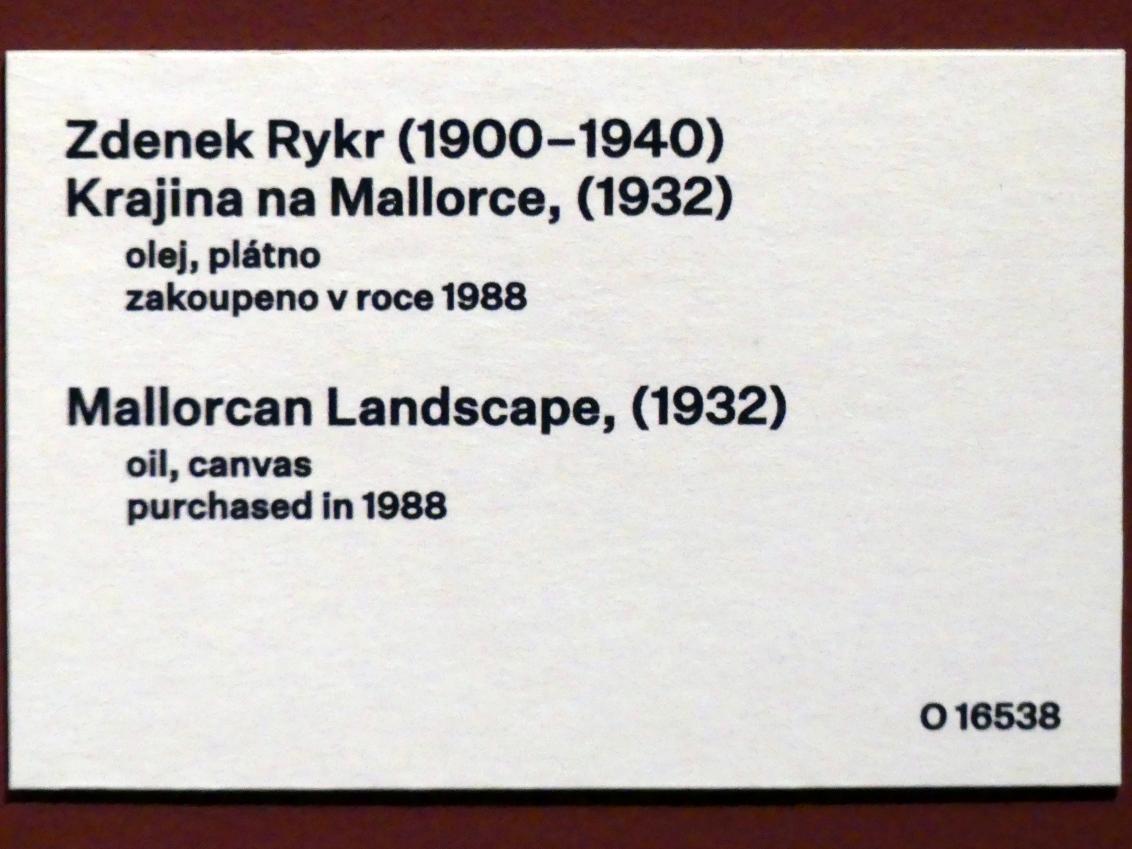 Zdenek Rykr (1900–1940)
Krajina na Mallorce, (1932)
olej, plátno
zakoupeno v roce 1988
Mallorcan Landscape, (1932)
oil, canvas
purchased in 1988
O 16538